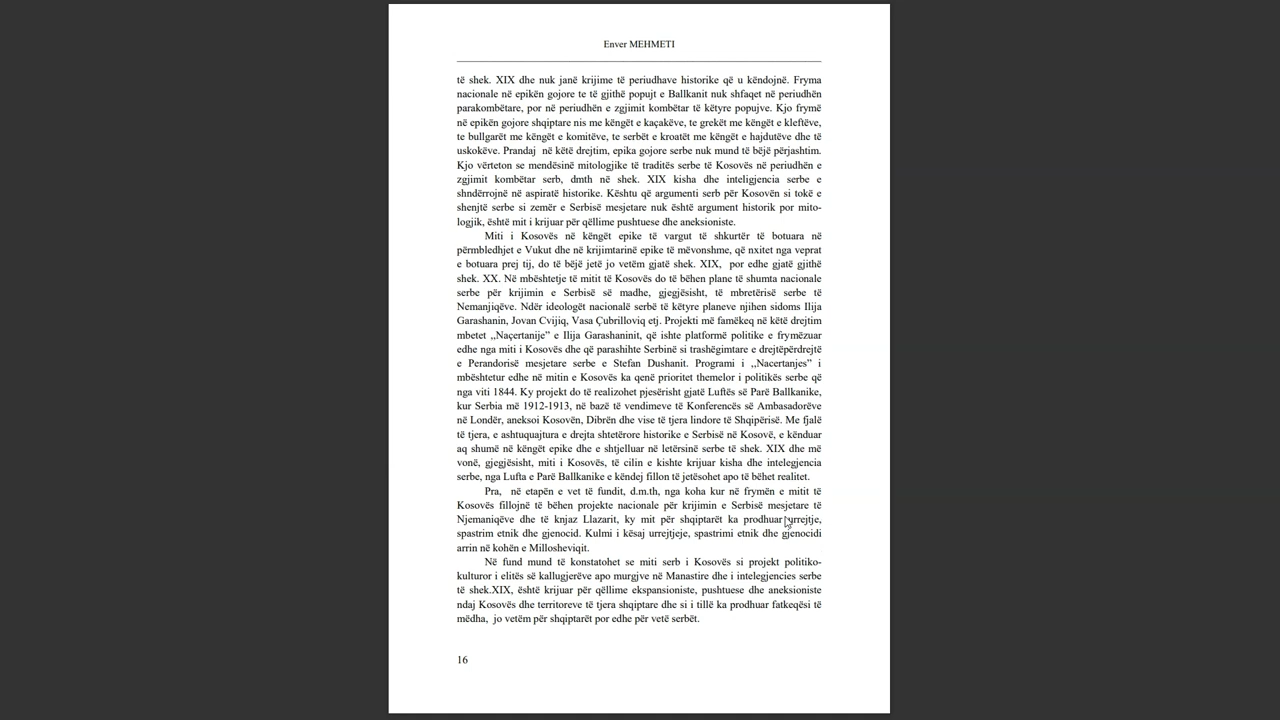 Enver MEHMETI
të shek. XIX dhe nuk janë krijime të periudhave historike që u këndojnë. Fryma
nacionale në epikën gojore te të gjithë popujt e Ballkanit nuk shfaqet në periudhën
parakombëtare, por në periudhën e zgjimit kombëtar të këtyre popujve. Kjo frymë
në epikën gojore shqiptare nis me këngët e kaçakëve, te grekët me këngët e kleftëve,
te bullgarët me këngët e komitëve, te serbët e kroatët me këngët e hajdutëve dhe të
uskokëve. Prandaj  në këtë drejtim, epika gojore serbe nuk mund të bëjë përjashtim.
Kjo vërteton se mendësinë mitologjike të traditës serbe të Kosovës në periudhën e
zgjimit kombëtar serb, dmth në shek. XIX kisha dhe inteligjencia serbe e
shndërrojnë në aspiratë historike. Kështu që argumenti serb për Kosovën si tokë e
shenjtë serbe si zemër e Serbisë mesjetare nuk është argument historik por mito-
logjik, është mit i krijuar për qëllime pushtuese dhe aneksioniste.
Miti i Kosovës në këngët epike të vargut të shkurtër të botuara në
përmbledhjet e Vukut dhe në krijimtarinë epike të mëvonshme, që nxitet nga veprat
e botuara prej tij, do të bëjë jetë jo vetëm gjatë shek. XIX,  por edhe gjatë gjithë
shek. XX. Në mbështetje të mitit të Kosovës do të bëhen plane të shumta nacionale
serbe për krijimin e Serbisë së madhe, gjegjësisht, të mbretërisë serbe të
Nemanjiqëve. Ndër ideologët nacionalë serbë të këtyre planeve njihen sidoms Ilija
Garashanin, Jovan Cvijiq, Vasa Çubrilloviq etj. Projekti më famëkeq në këtë drejtim
mbetet ,,Naçertanije” e Ilija Garashaninit, që ishte platformë politike e frymëzuar
edhe nga miti i Kosovës dhe që parashihte Serbinë si trashëgimtare e drejtëpërdrejtë
e Perandorisë mesjetare serbe e Stefan Dushanit. Programi i ,,Nacertanjes” i
mbështetur edhe në mitin e Kosovës ka qenë prioritet themelor i politikës serbe që
nga viti 1844. Ky projekt do të realizohet pjesërisht gjatë Luftës së Parë Ballkanike,
kur Serbia më 1912-1913, në bazë të vendimeve të Konferencës së Ambasadorëve
në Londër, aneksoi Kosovën, Dibrën dhe vise të tjera lindore të Shqipërisë. Me fjalë
të tjera, e ashtuquajtura e drejta shtetërore historike e Serbisë në Kosovë, e kënduar
aq shumë në këngët epike dhe e shtjelluar në letërsinë serbe të shek. XIX dhe më
vonë, gjegjësisht, miti i Kosovës, të cilin e kishte krijuar kisha dhe intelegjencia
serbe, nga Lufta e Parë Ballkanike e këndej fillon të jetësohet apo të bëhet realitet.
Pra,  në etapën e vet të fundit, d.m.th, nga koha kur në frymën e mitit të
Kosovës fillojnë të bëhen projekte nacionale për krijimin e Serbisë mesjetare të
Njemaniqëve dhe të knjaz Llazarit, ky mit për shqiptarët ka prodhuar urrejtje,
spastrim etnik dhe gjenocid. Kulmi i kësaj urrejtjeje, spastrimi etnik dhe gjenocidi
arrin në kohën e Millosheviqit.
Në fund mund të konstatohet se miti serb i Kosovës si projekt politiko-
kulturor i elitës së kallugjerëve apo murgjve në Manastire dhe i intelegjencies serbe
të shek.XIX, është krijuar për qëllime ekspansioniste, pushtuese dhe aneksioniste
ndaj Kosovës dhe territoreve të tjera shqiptare dhe si i tillë ka prodhuar fatkeqësi të
mëdha,  jo vetëm për shqiptarët por edhe për vetë serbët.
16